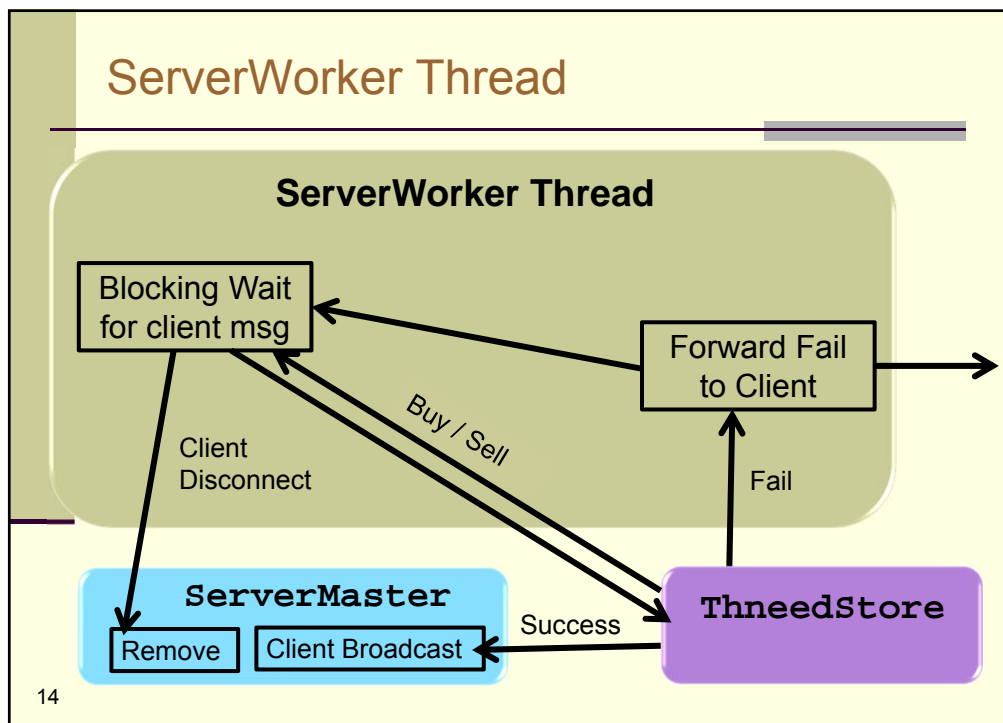 ServerWorker Thread
ServerWorker Thread
Blocking Wait
for client msg
Forward Fail
to Client
Buy / Sell
Client
Disconnect
Fail
ServerMaster
ThneedStore
Success
Remove
Client Broadcast
14